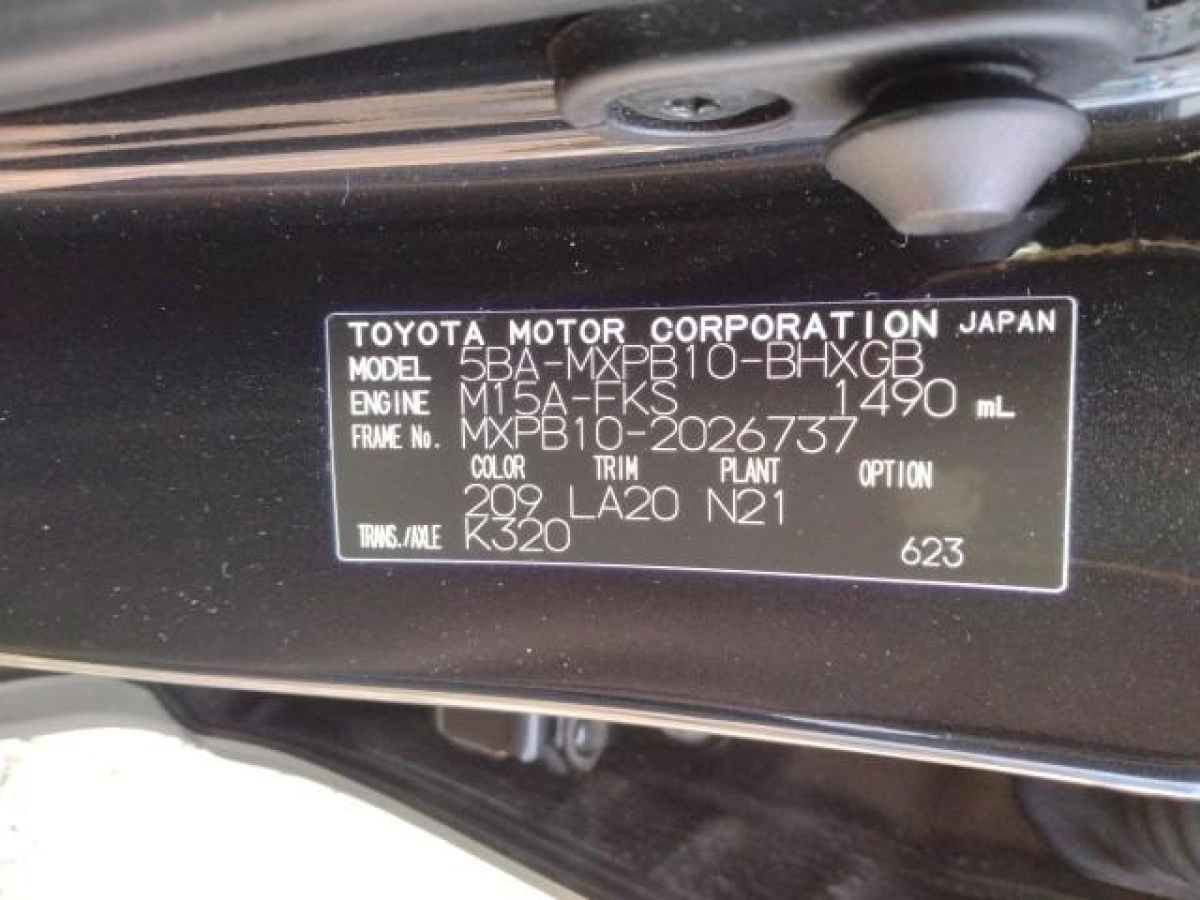 TOYOTA MOTOR CORPORATION JAPAN
MODEL 5BA-MXPB10-BHXGB
ENGINE M15A-FKS 1490 mL
FRAME No. MXPB10-2026737
COLOR TRIM PLANT OPTION
209 LA20 N21
TRANS./AXLE K320
623